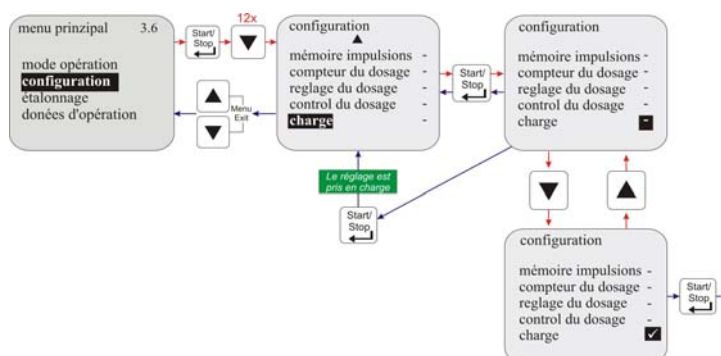 menu prinzipal 3.6
mode opération
configuration
étalonnage
donées d'opération
Start/
Stop
12x
Menu
Exit
configuration
mémoire impulsions -
compteur du dosage -
reglage du dosage -
control du dosage -
charge -
Start/
Stop
configuration
mémoire impulsions -
compteur du dosage -
reglage du dosage -
control du dosage -
charge -
Le réglage est
pris en charge
Start/
Stop
configuration
mémoire impulsions -
compteur du dosage -
reglage du dosage -
control du dosage -
charge ✓
Start/
Stop